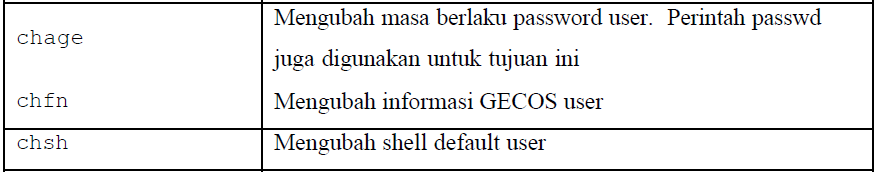 chage
Mengubah masa berlaku password user.  Perintah passwd
juga digunakan untuk tujuan ini
chfn
Mengubah informasi GECOS user
chsh
Mengubah shell default user